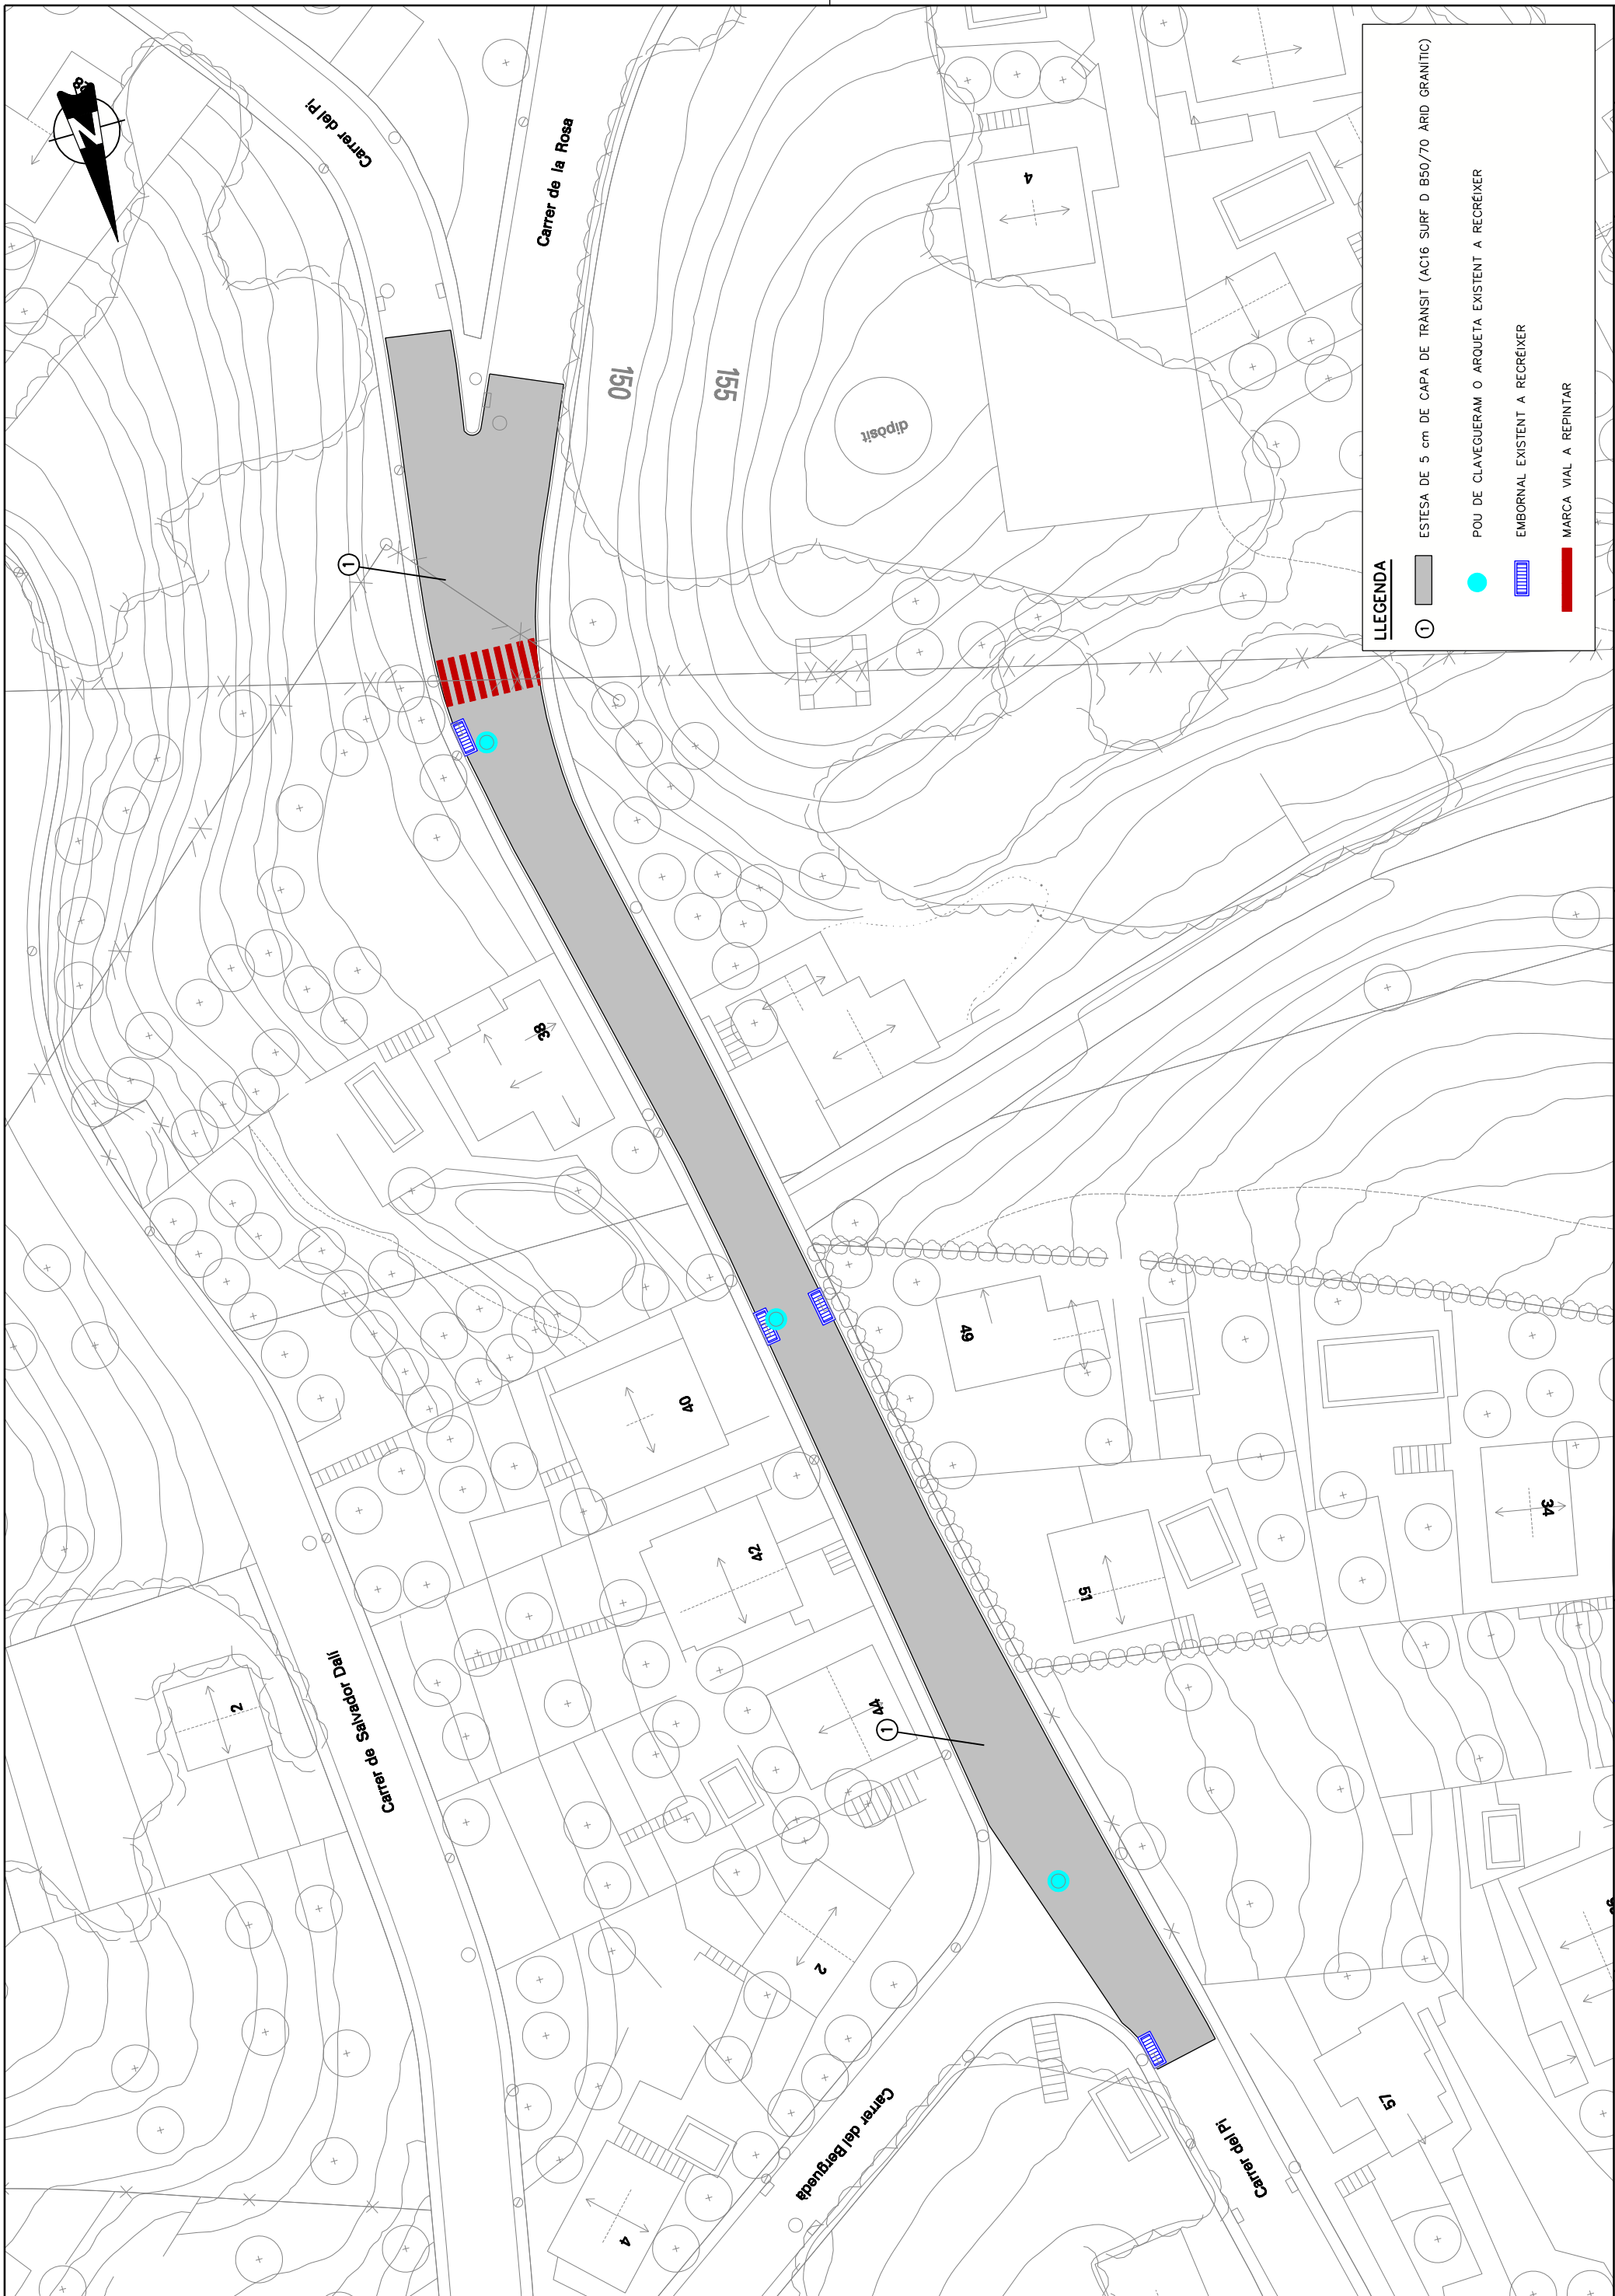 LLEGENDA
1 ESTESA DE 5 cm DE CAPA DE TRÀNSIT (AC16 SURF D B50/70 ÀRID GRANÍTIC)
POU DE CLAVEGUERAM O ARQUETA EXISTENT A RECRÉIXER
EMBORNAL EXISTENT A RECRÉIXER
MARCA VIAL A REPINTAR
Carrer del Pi
Carrer de la Rosa
4
150
155
dipòsit
1
38
40
49
42
51
34
44
1
2
Carrer de Salvador Dalí
2
Carrer del Berguedà
4
Carrer del Pi
57